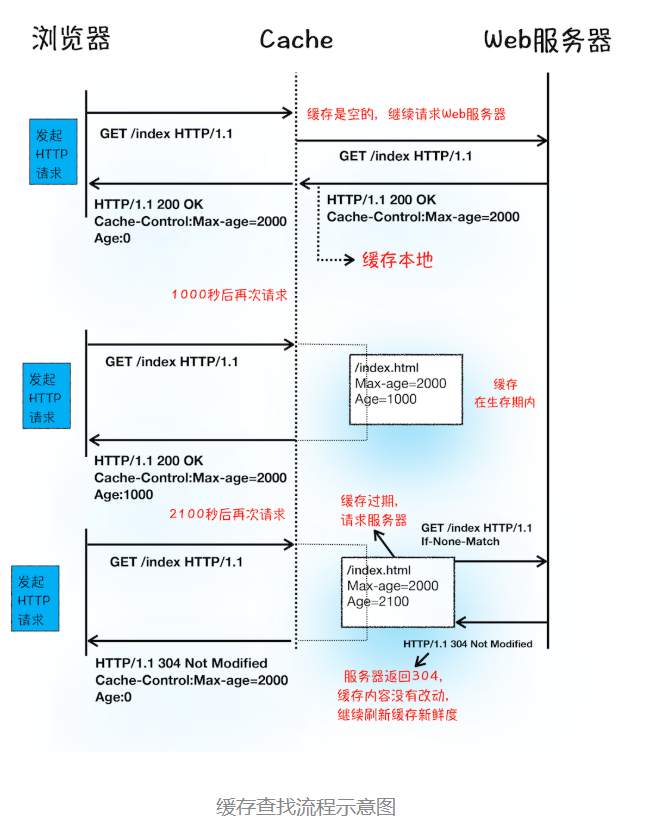 浏览器
Cache
Web服务器
发起
HTTP
请求
GET /index HTTP/1.1
缓存是空的，继续请求Web服务器
GET /index HTTP/1.1
HTTP/1.1 200 OK
Cache-Control:Max-age=2000
Age:0
HTTP/1.1 200 OK
Cache-Control:Max-age=2000
缓存本地
1000秒后再次请求
发起
HTTP
请求
GET /index HTTP/1.1
/index.html
Max-age=2000
Age=1000
缓存
在生存期内
HTTP/1.1 200 OK
Cache-Control:Max-age=2000
Age:1000
2100秒后再次请求
缓存过期，
请求服务器
GET /index HTTP/1.1
If-None-Match
发起
HTTP
请求
GET /index HTTP/1.1
/index.html
Max-age=2000
Age=2100
HTTP/1.1 304 Not Modified
HTTP/1.1 304 Not Modified
Cache-Control:Max-age=2000
Age:0
服务器返回304，
缓存内容没有改动，
继续刷新缓存新鲜度
缓存查找流程示意图